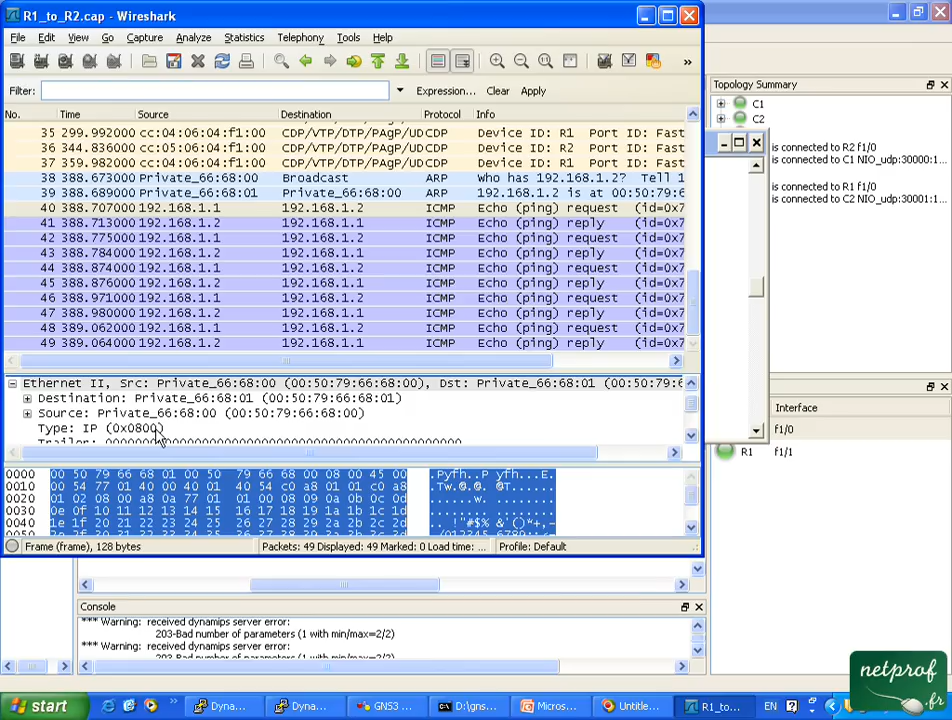 R1_to_R2.cap - Wireshark
File Edit View Go Capture Analyze Statistics Telephony Tools Help
Filter: Expression... Clear Apply
No. Time Source Destination Protocol Info
35 299.992000 cc:04:06:04:f1:00 CDP/VTP/DTP/PAgP/UDCDP Device ID: R1 Port ID: Fast
36 344.836000 cc:05:06:04:f1:00 CDP/VTP/DTP/PAgP/UDCDP Device ID: R2 Port ID: Fast
37 359.982000 cc:04:06:04:f1:00 CDP/VTP/DTP/PAgP/UDCDP Device ID: R1 Port ID: Fast
38 388.673000 Private_66:68:00 Broadcast ARP Who has 192.168.1.2? Tell 1
39 388.689000 Private_66:68:01 Private_66:68:00 ARP 192.168.1.2 is at 00:50:79:6
40 388.707000 192.168.1.1 192.168.1.2 ICMP Echo (ping) request (id=0x7
41 388.713000 192.168.1.2 192.168.1.1 ICMP Echo (ping) reply (id=0x7
42 388.775000 192.168.1.1 192.168.1.2 ICMP Echo (ping) request (id=0x7
43 388.784000 192.168.1.2 192.168.1.1 ICMP Echo (ping) reply (id=0x7
44 388.874000 192.168.1.1 192.168.1.2 ICMP Echo (ping) request (id=0x7
45 388.876000 192.168.1.2 192.168.1.1 ICMP Echo (ping) reply (id=0x7
46 388.971000 192.168.1.1 192.168.1.2 ICMP Echo (ping) request (id=0x7
47 388.980000 192.168.1.2 192.168.1.1 ICMP Echo (ping) reply (id=0x7
48 389.062000 192.168.1.1 192.168.1.2 ICMP Echo (ping) request (id=0x7
49 389.064000 192.168.1.2 192.168.1.1 ICMP Echo (ping) reply (id=0x7
Ethernet II, Src: Private_66:68:00 (00:50:79:66:68:00), Dst: Private_66:68:01 (00:50:79:6
Destination: Private_66:68:01 (00:50:79:66:68:01)
Source: Private_66:68:00 (00:50:79:66:68:00)
Type: IP (0x0800)
0000 00 50 79 66 68 01 00 50 79 66 68 00 08 00 45 00 .Pyfh..P yfh...E.
0010 00 54 77 01 40 00 40 01 40 54 c0 a8 01 01 c0 a8 .Tw.@.@. @T......
0020 01 02 08 00 a8 0a 77 01 01 00 08 09 0a 0b 0c 0d ......w. ........
0030 0e 0f 10 11 12 13 14 15 16 17 18 19 1a 1b 1c 1d ........ ........
0040 1e 1f 20 21 22 23 24 25 26 27 28 29 2a 2b 2c 2d .. !"#$% &'()*+,-
Frame (frame), 128 bytes Packets: 49 Displayed: 49 Marked: 0 Load time: ... Profile: Default
Topology Summary
C1
C2
is connected to R2 f1/0
is connected to C1 NIO_udp:30000:1...
is connected to R1 f1/0
is connected to C2 NIO_udp:30001:1...
Interface
f1/0
R1 f1/1
Console
*** Warning: received dynamips server error:
203-Bad number of parameters (1 with min/max=2/2)
*** Warning: received dynamips server error:
203-Bad number of parameters (1 with min/max=2/2)
netprof
.fr
start Dyna... Dyna... GNS3 ... D:\gns... Micros... Untitle... R1_to... EN